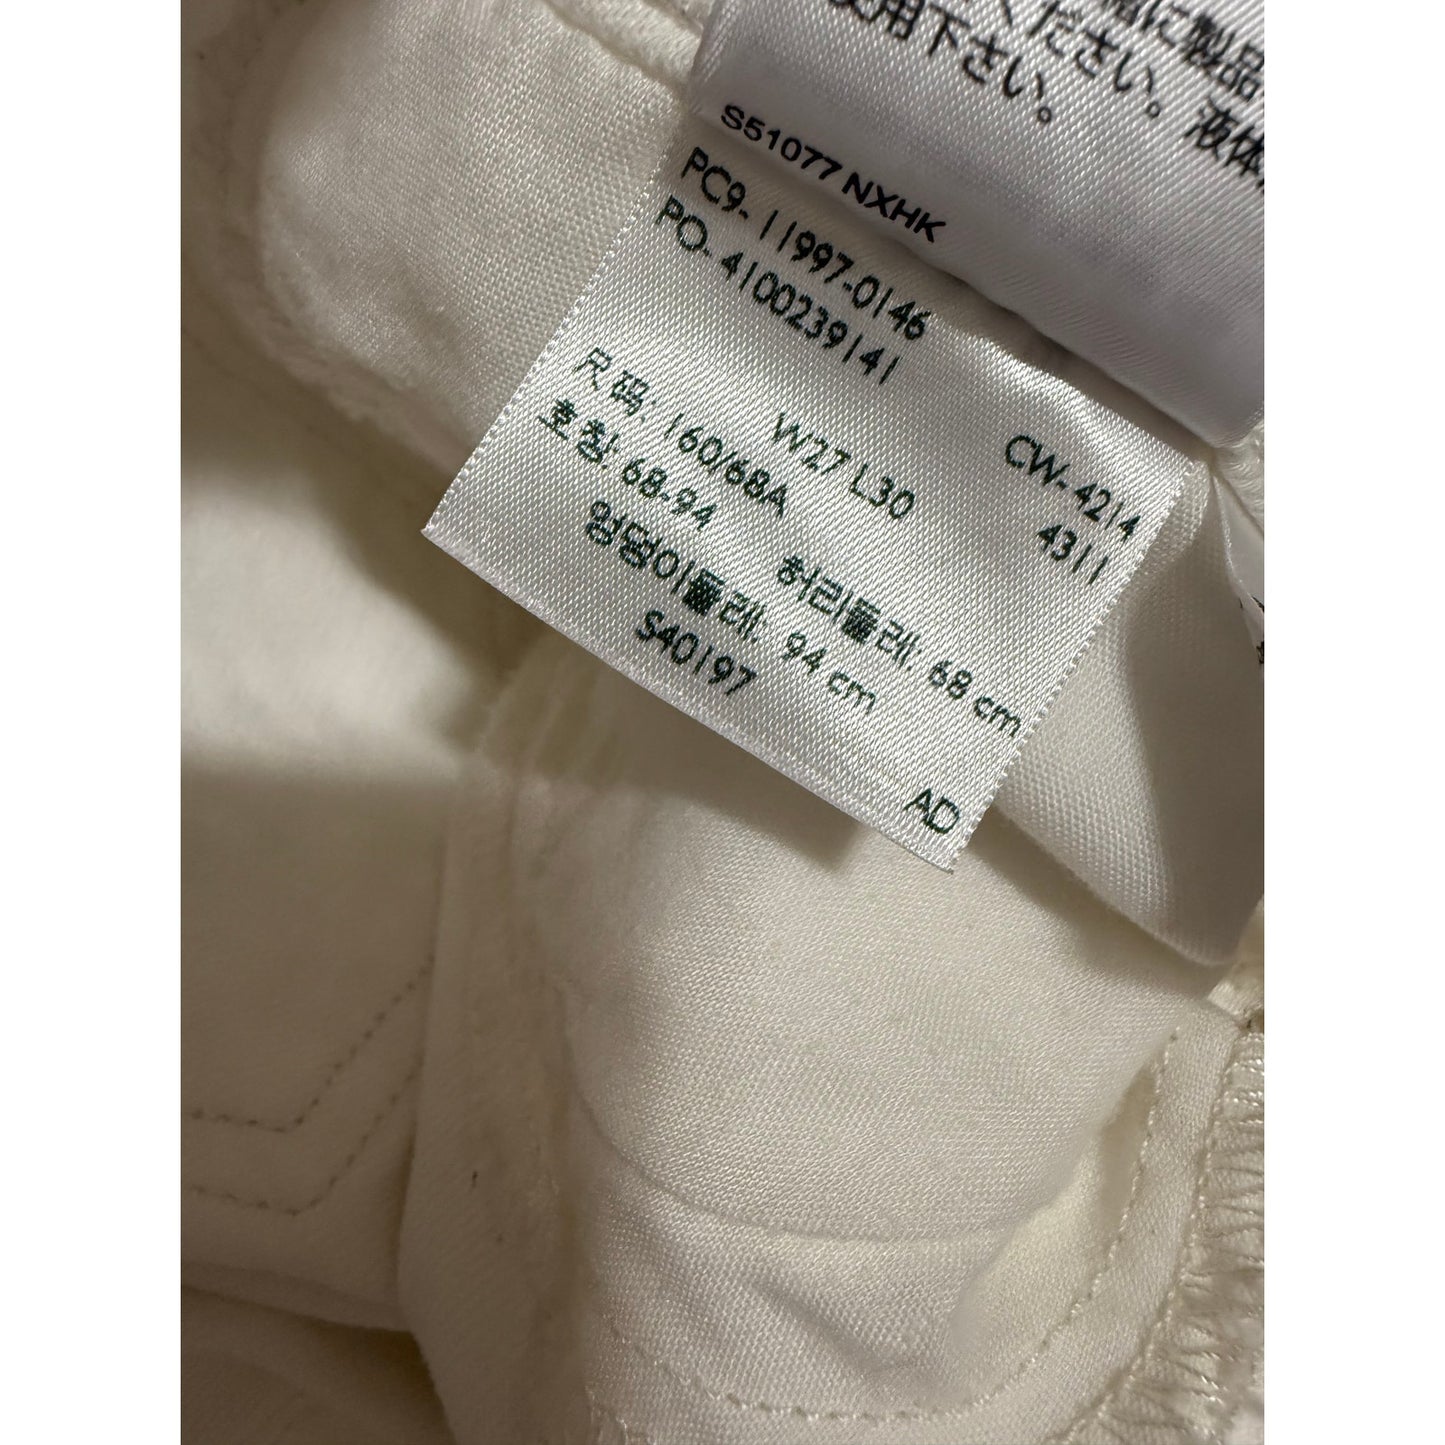 に製品
ください。液体
使用下さい。
S51077 NXHK
PC9-11997-0146
PO-4100239141
CW-4214
W27 L30 4311
尺码: 160/68A
호칭: 68-94 허리둘레. 68 cm
엉덩이둘레. 94 cm
S40197
AD